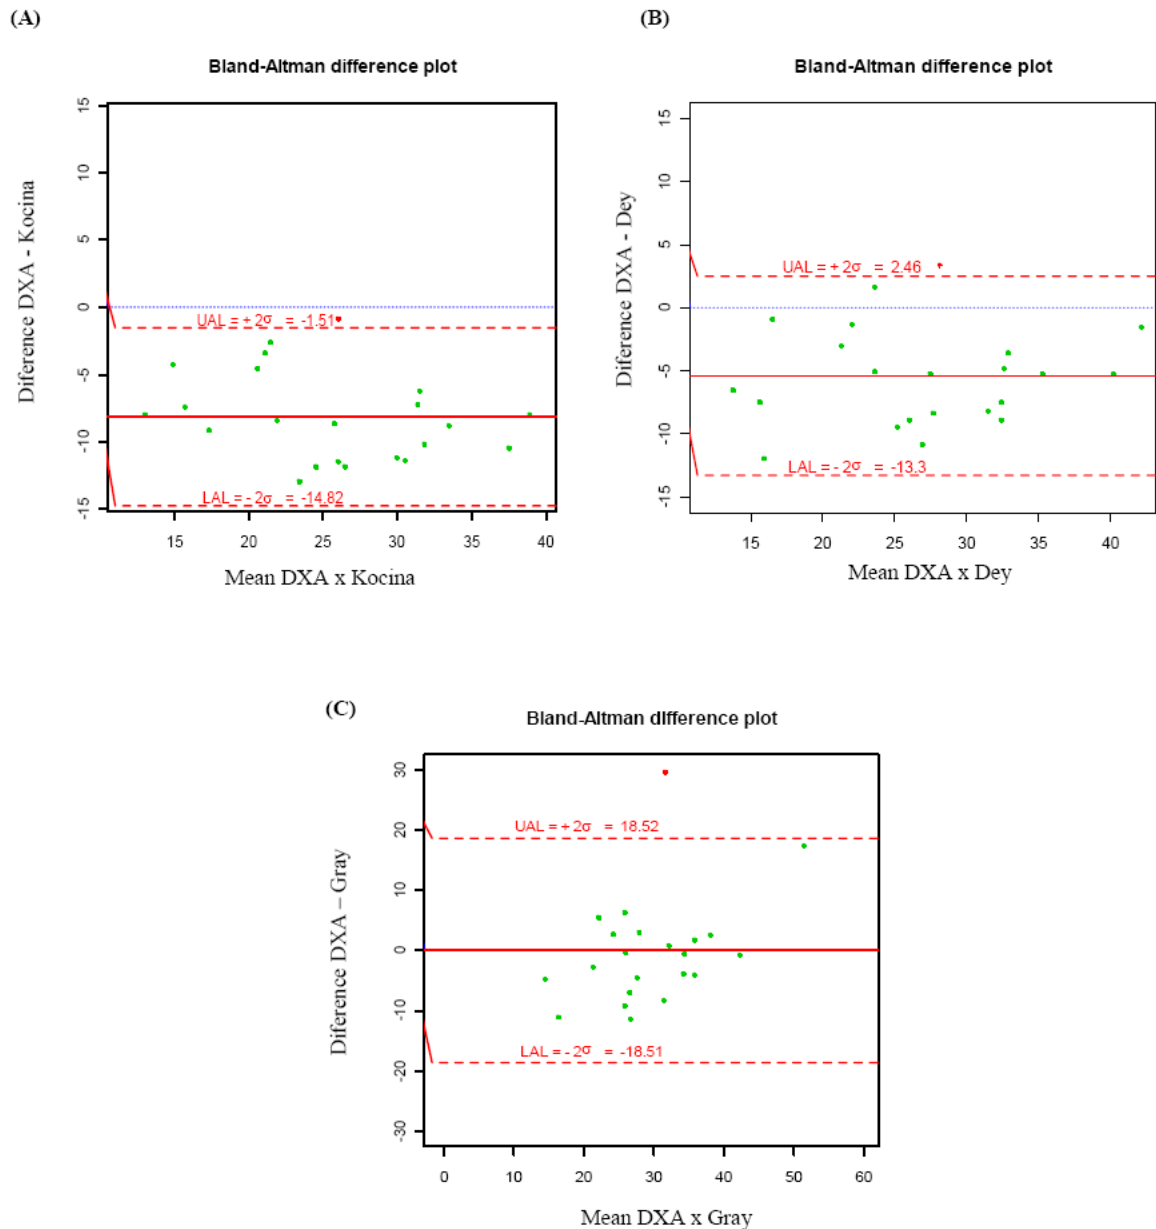 (A)
Bland-Altman difference plot
Diference DXA - Kocina
15
10
5
0
-5
-10
-15
UAL = + 2σ = -1.51
LAL = - 2σ = -14.82
15 20 25 30 35 40
Mean DXA x Kocina
(B)
Bland-Altman difference plot
Diference DXA - Dey
15
10
5
0
-5
-10
-15
UAL = + 2σ = 2.46
LAL = - 2σ = -13.3
15 20 25 30 35 40
Mean DXA x Dey
(C)
Bland-Altman difference plot
Diference DXA – Gray
30
20
10
0
-10
-20
-30
UAL = + 2σ = 18.52
LAL = - 2σ = -18.51
0 10 20 30 40 50 60
Mean DXA x Gray